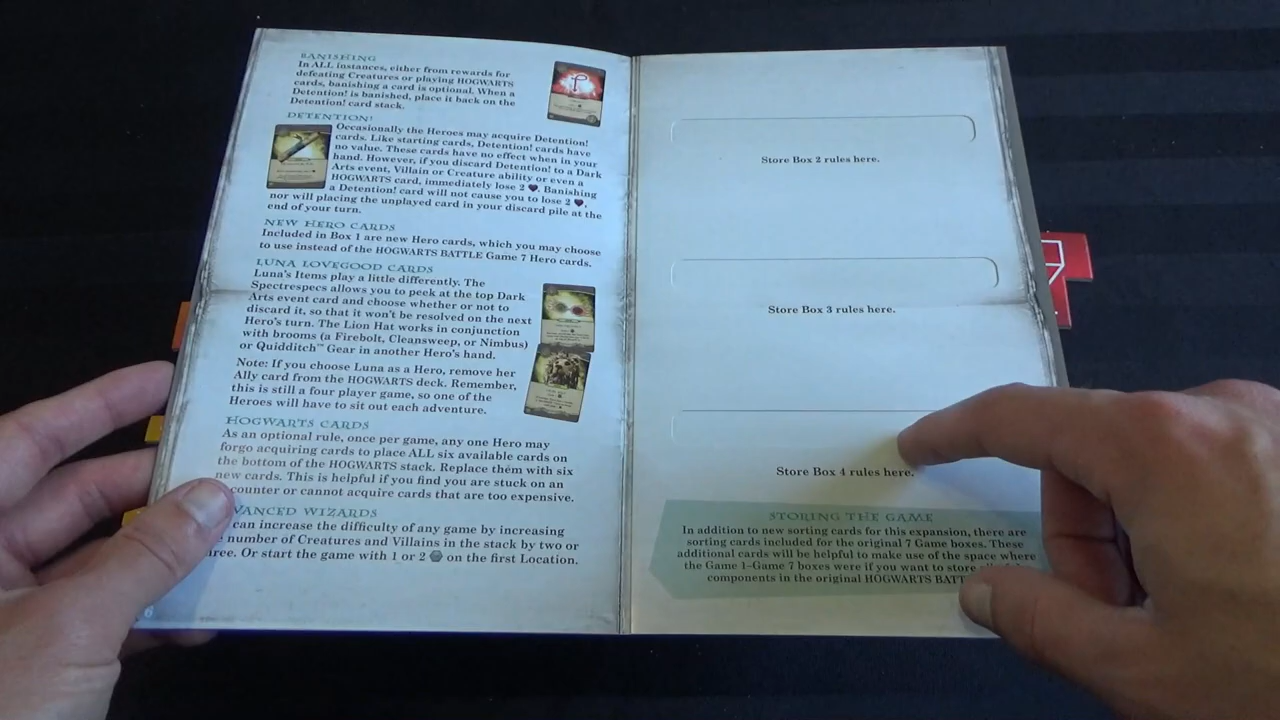 BANISHING
In ALL instances, either from rewards for
defeating Creatures or playing HOGWARTS
cards, banishing a card is optional. When a
Detention! is banished, place it back on the
Detention! card stack.
DETENTION!
Occasionally the Heroes may acquire Detention!
cards. Like starting cards, Detention! cards have
no value. These cards have no effect when in your
hand. However, if you discard Detention! to a Dark
Arts event, Villain or Creature ability or even a
HOGWARTS card, immediately lose 2 . Banishing
a Detention! card will not cause you to lose 2 ,
nor will placing the unplayed card in your discard pile at the
end of your turn.
NEW HERO CARDS
Included in Box 1 are new Hero cards, which you may choose
to use instead of the HOGWARTS BATTLE Game 7 Hero cards.
LUNA LOVEGOOD CARDS
Luna's Items play a little differently. The
Spectrespecs allows you to peek at the top Dark
Arts event card and choose whether or not to
discard it, so that it won't be resolved on the next
Hero's turn. The Lion Hat works in conjunction
with brooms (a Firebolt, Cleansweep, or Nimbus)
or Quidditch™ Gear in another Hero's hand.
Note: If you choose Luna as a Hero, remove her
Ally card from the HOGWARTS deck. Remember,
this is still a four player game, so one of the
Heroes will have to sit out each adventure.
HOGWARTS CARDS
As an optional rule, once per game, any one Hero may
forgo acquiring cards to place ALL six available cards on
the bottom of the HOGWARTS stack. Replace them with six
new cards. This is helpful if you find you are stuck on an
counter or cannot acquire cards that are too expensive.
VANCED WIZARDS
can increase the difficulty of any game by increasing
number of Creatures and Villains in the stack by two or
ree. Or start the game with 1 or 2 on the first Location.
6
Store Box 2 rules here.
Store Box 3 rules here.
Store Box 4 rules here.
STORING THE GAME
In addition to new sorting cards for this expansion, there are
sorting cards included for the original 7 Game boxes. These
additional cards will be helpful to make use of the space where
the Game 1–Game 7 boxes were if you want to store
components in the original HOGWARTS BATT